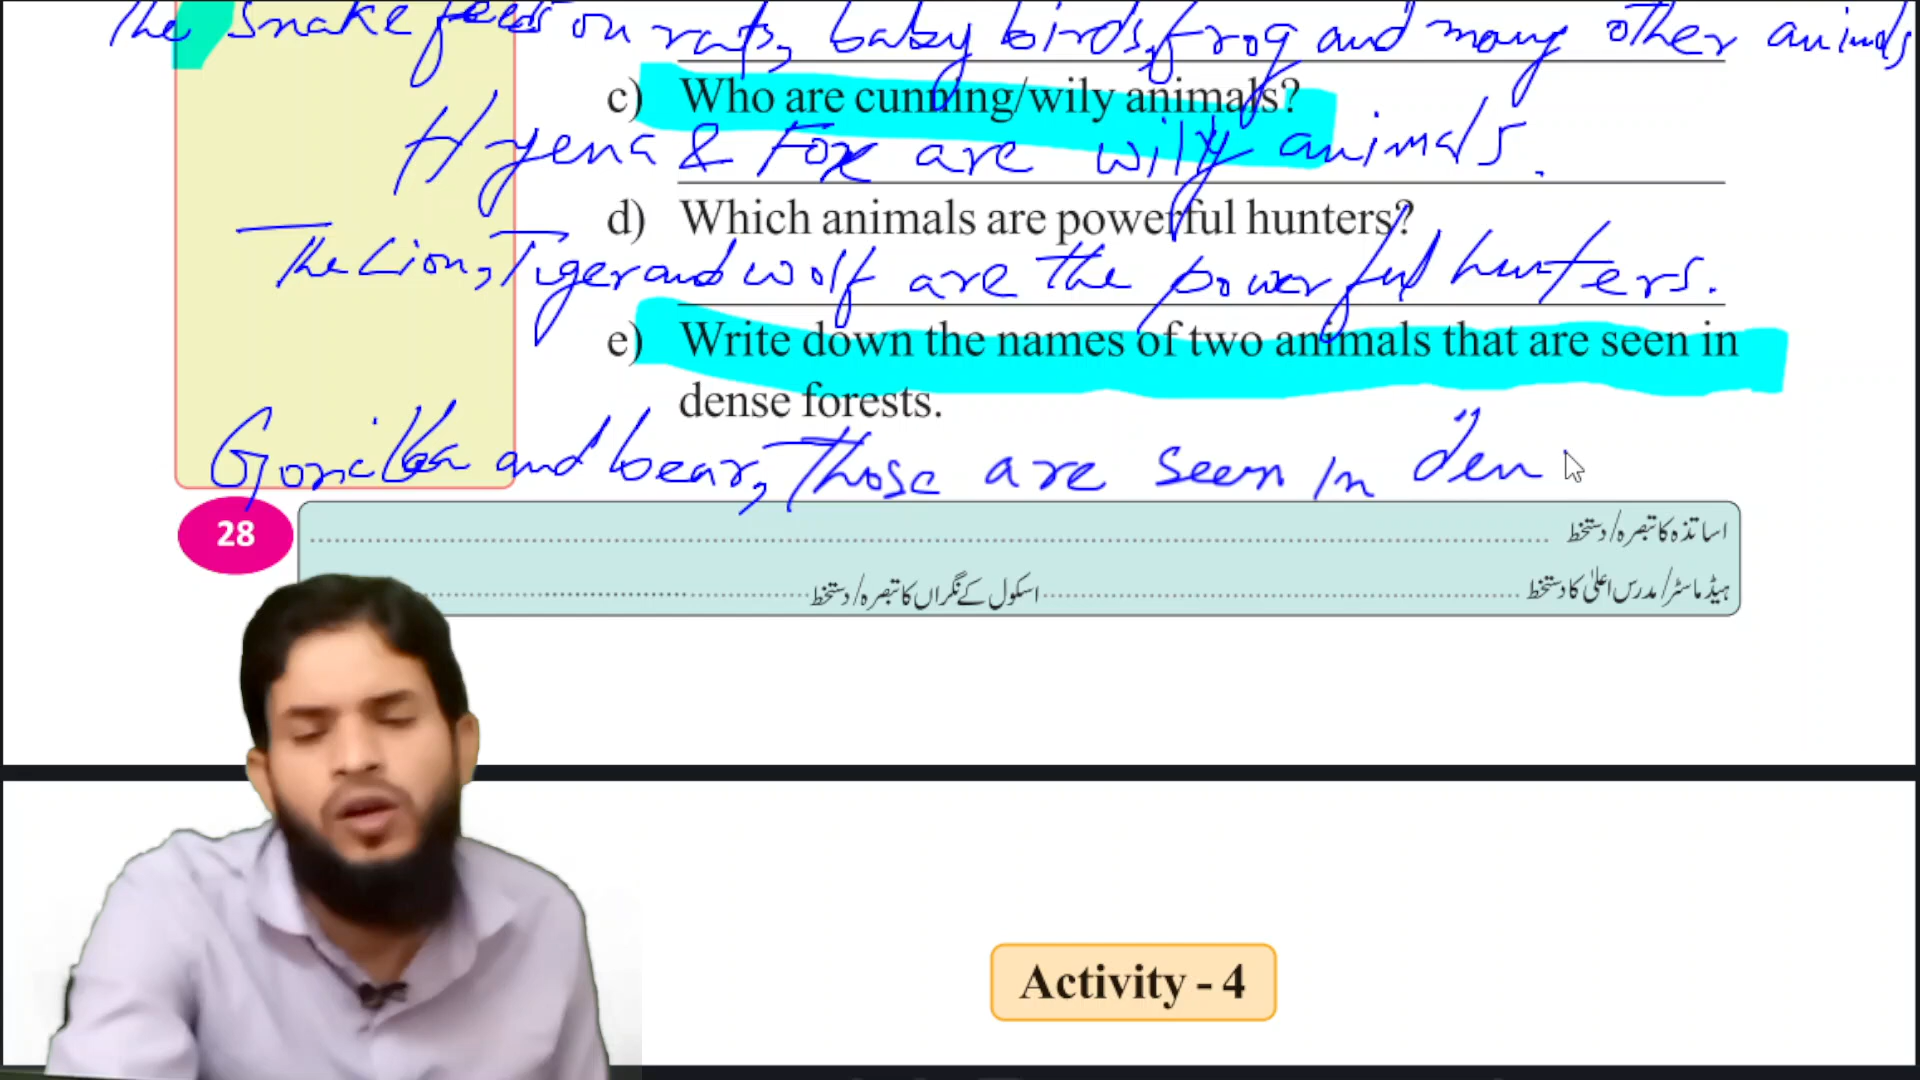 The snake feeds on rats, baby birds, frog and many other animals
c) Who are cunning/wily animals?
Hyena & Fox are wily animals.
d) Which animals are powerful hunters?
The Lion, Tiger and wolf are the powerful hunters.
e) Write down the names of two animals that are seen in
dense forests.
Gorilla and bear, Those are seen in den
28
اساتذہ کا تبصرہ/دستخط
ہیڈ ماسٹر/مدرس اعلیٰ کا دستخط اسکول کے نگراں کا تبصرہ/دستخط
Activity - 4